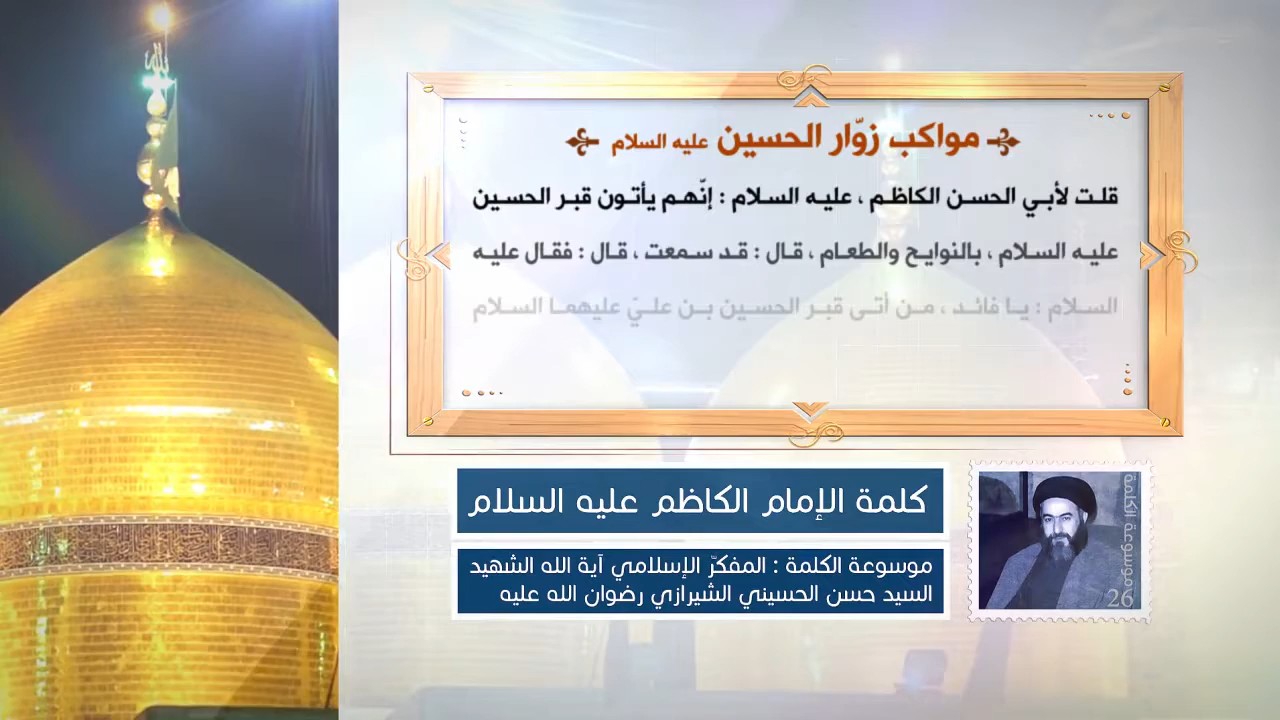 مواكب زوّار الحسين عليه السلام
قلت لأبي الحسن الكاظم ، عليه السلام : إنّهم يأتون قبر الحسين
عليه السلام ، بالنوايح والطعام ، قال : قد سمعت ، قال : فقال عليه
السلام : يا فائد ، من أتى قبر الحسين بن عليّ عليهما السلام
كلمة الإمام الكاظم عليه السلام
موسوعة الكلمة : المفكّر الإسلامي آية الله الشهيد
السيد حسن الحسيني الشيرازي رضوان الله عليه
موسوعة الكلمة
26